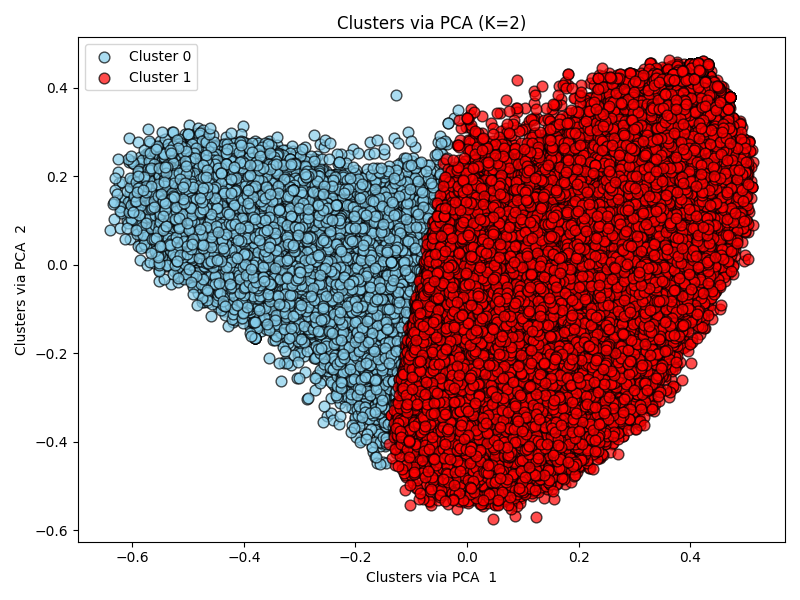 Clusters via PCA (K=2)
Cluster 0
Cluster 1
Clusters via PCA  2
0.4
0.2
0.0
−0.2
−0.4
−0.6
−0.6
−0.4
−0.2
0.0
0.2
0.4
Clusters via PCA  1